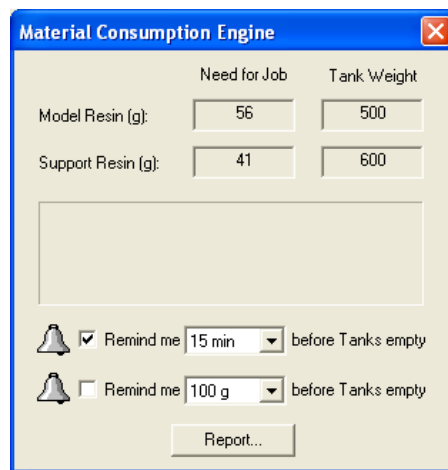 Material Consumption Engine
Need for Job Tank Weight
Model Resin (g): 56 500
Support Resin (g): 41 600
Remind me 15 min before Tanks empty
Remind me 100 g before Tanks empty
Report...